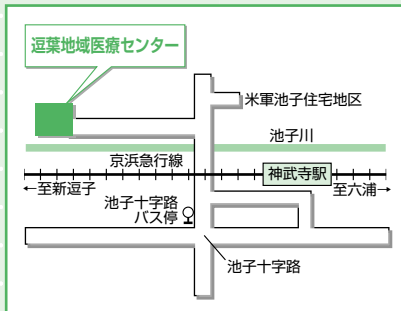 逗葉地域医療センター
米軍池子住宅地区
池子川
京浜急行線
神武寺駅
←至新逗子
至六浦→
池子十字路
バス停
池子十字路